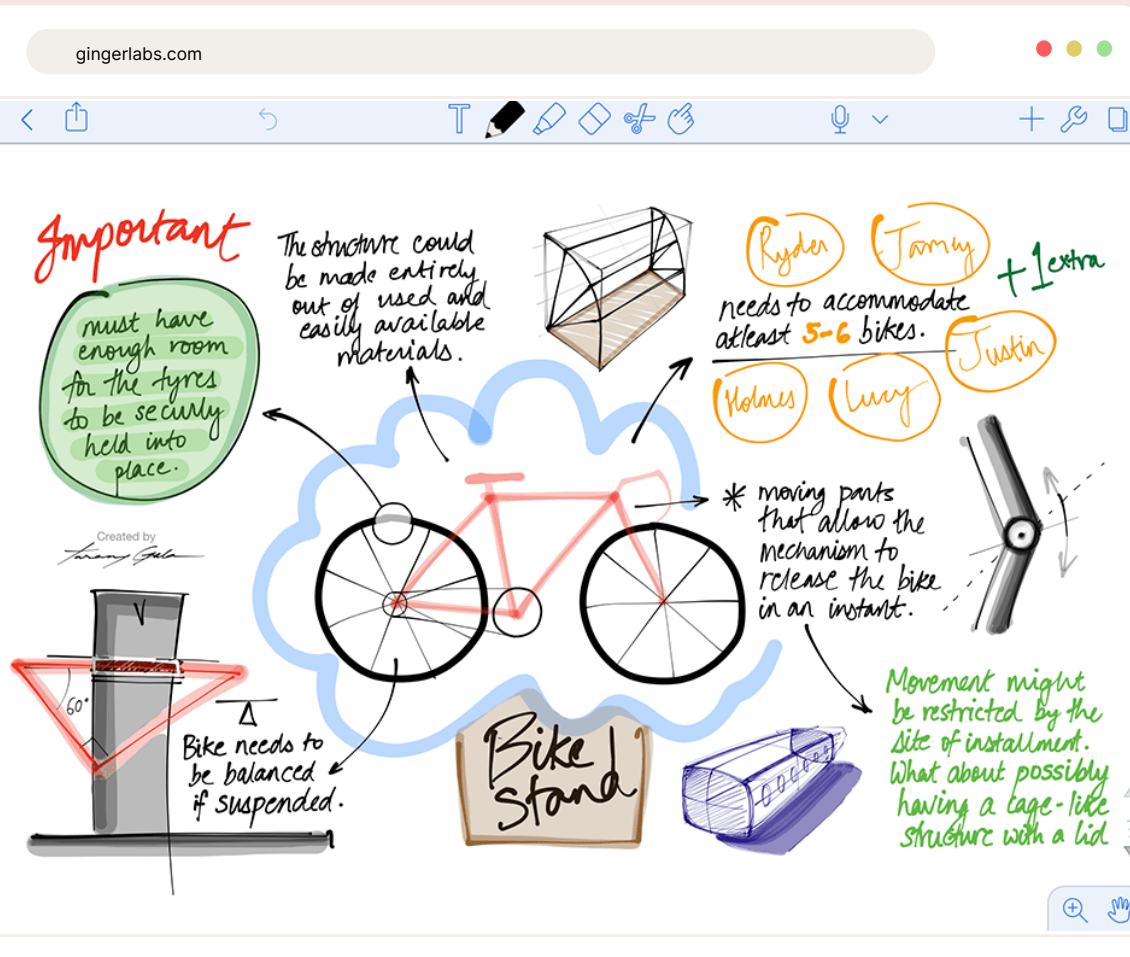 gingerlabs.com
T
Important
must have
enough room
for the tyres
to be securly
held into
place.
The structure could
be made entirely
out of used and
easily available
materials.
Ryder
Jamey
+1 extra
needs to accommodate
atleast 5-6 bikes.
Justin
Holmes
Lucy
* moving parts
that allow the
mechanism to
release the bike
in an instant.
Created by
V
60°
Bike needs to
be balanced
if suspended.
Bike
stand
Movement might
be restricted by the
site of installment.
What about possibly
having a cage-like
structure with a lid